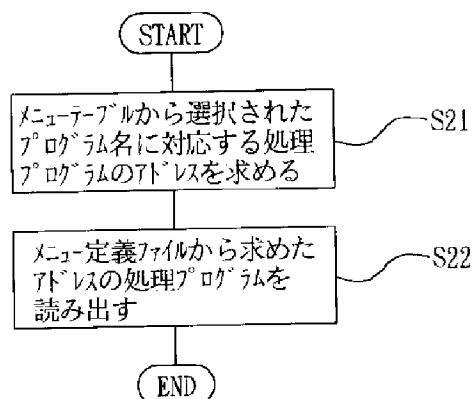 START
メニューテーブルから選択された
プログラム名に対応する処理
プログラムのアドレスを求める
S21
メニュー定義ファイルから求めた
アドレスの処理プログラムを
読み出す
S22
END